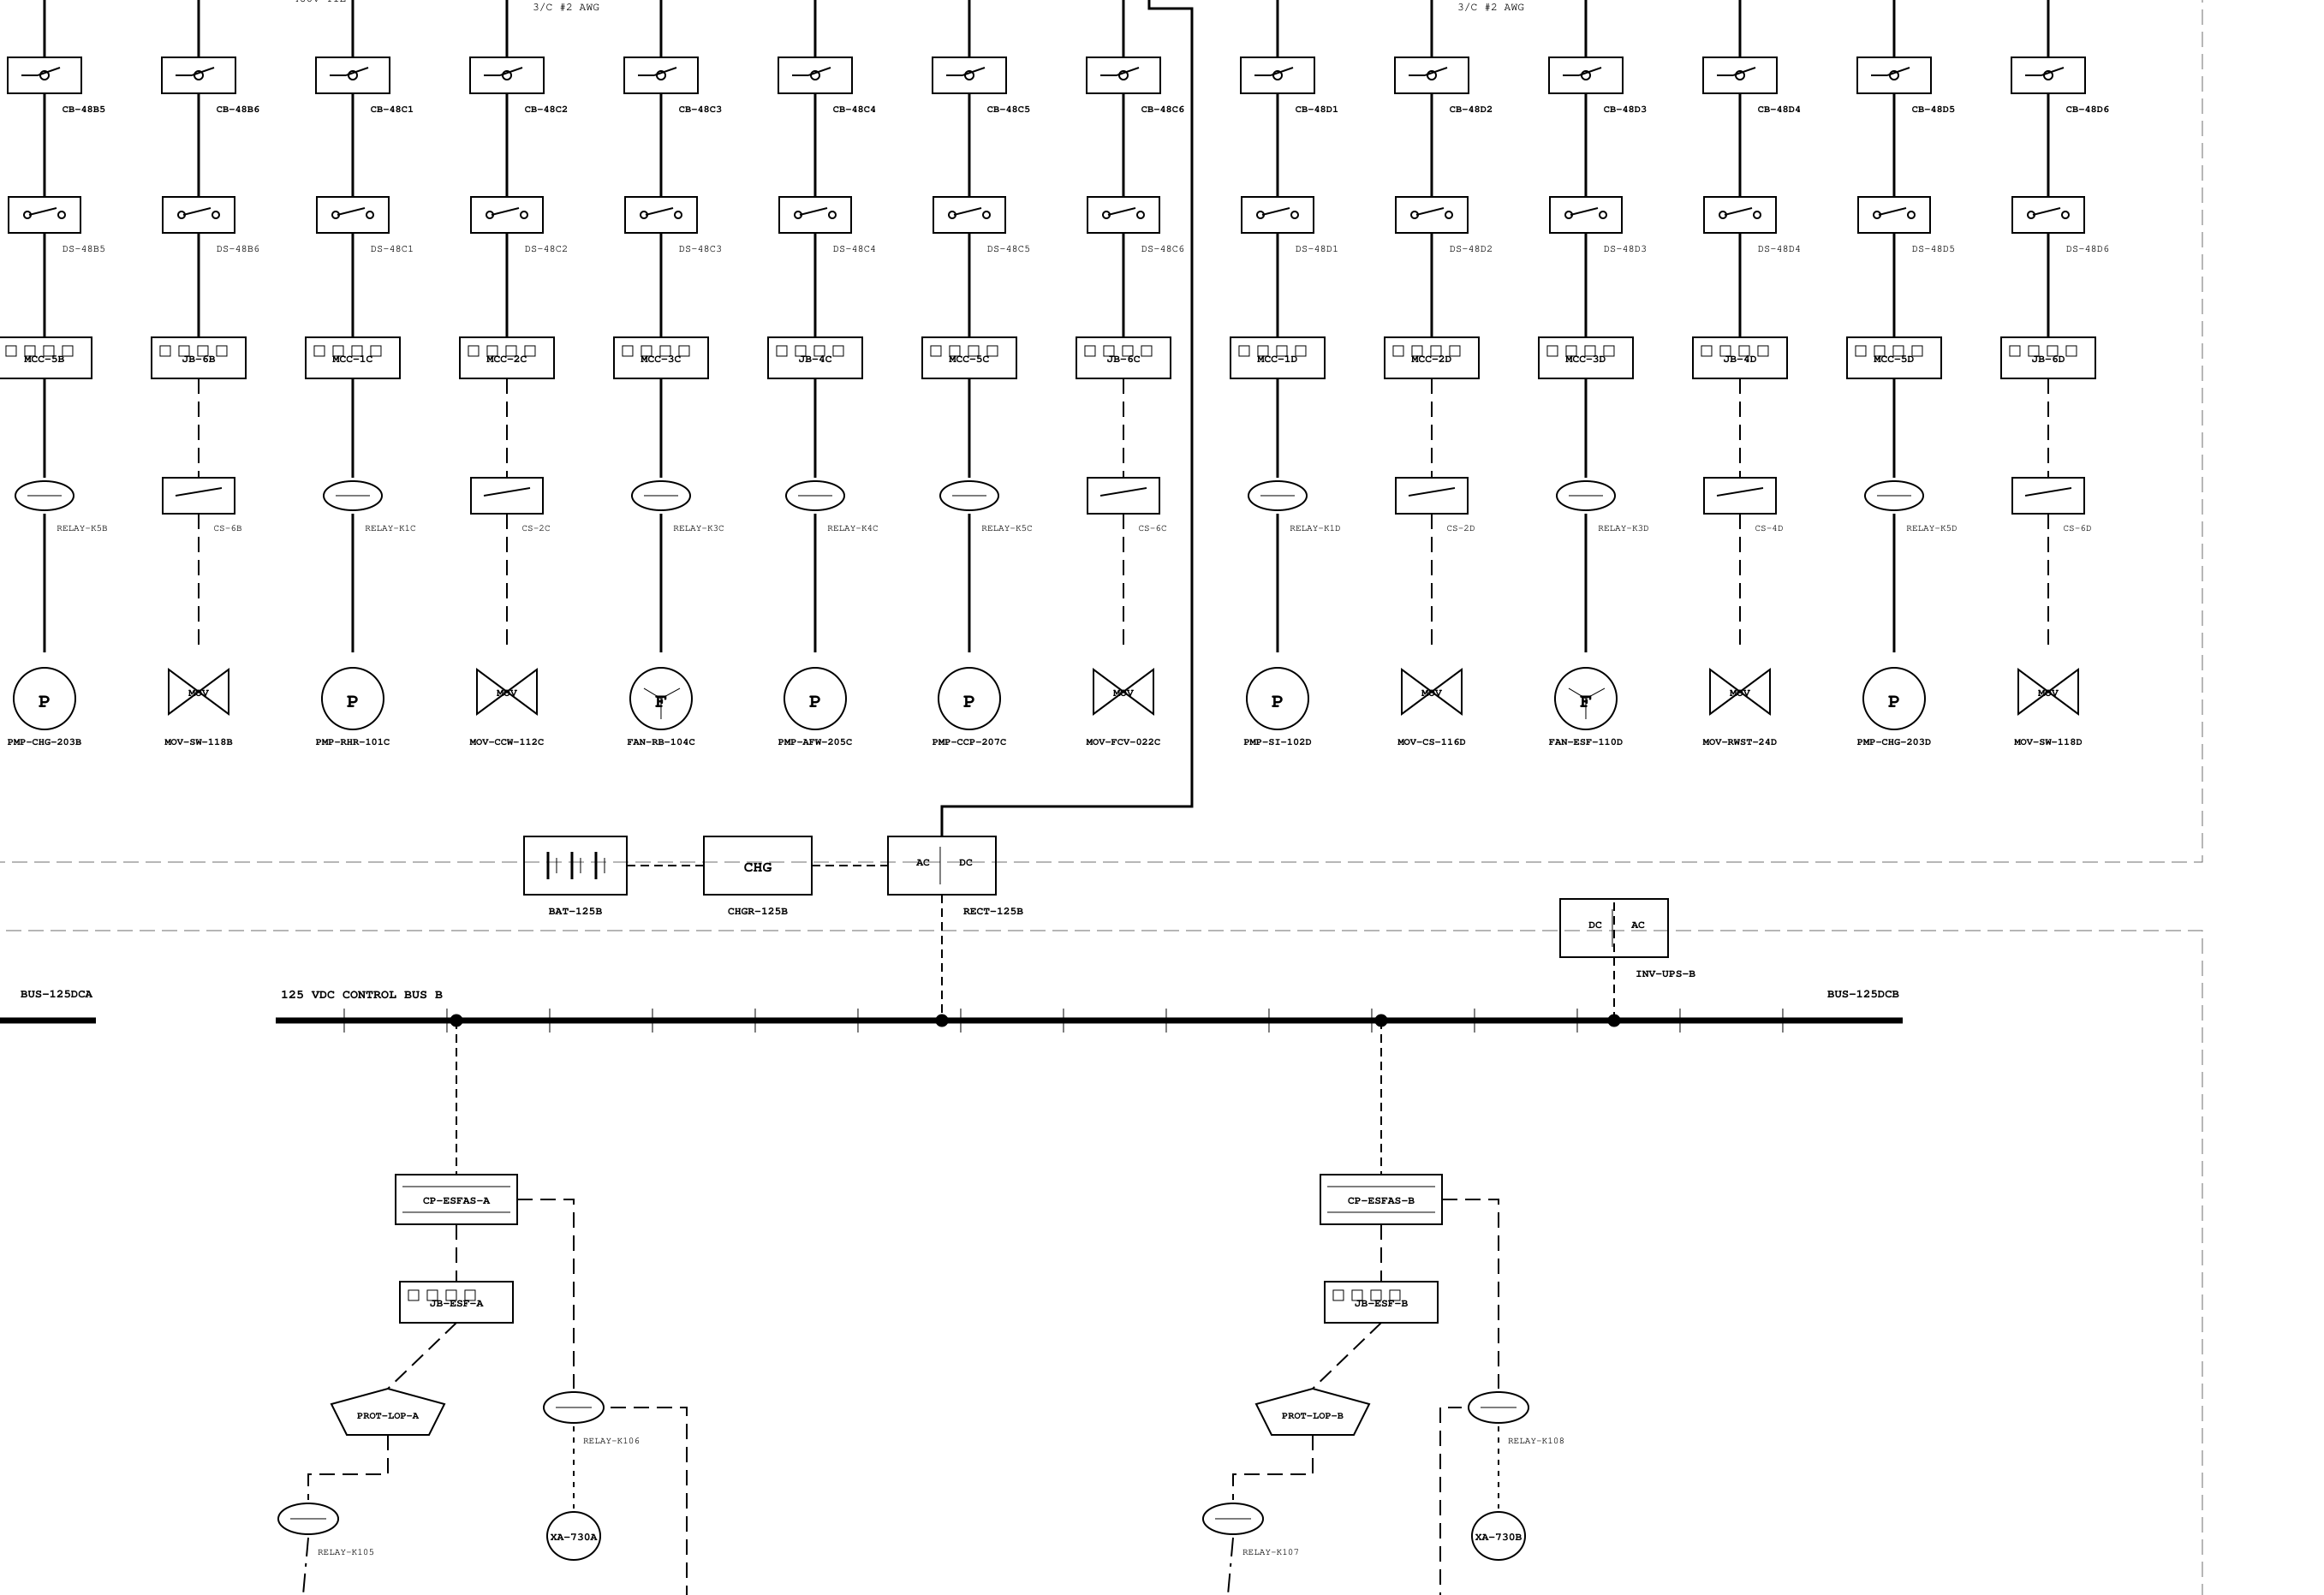 3/C #2 AWG
3/C #2 AWG
CB-48B5
CB-48B6
CB-48C1
CB-48C2
CB-48C3
CB-48C4
CB-48C5
CB-48C6
CB-48D1
CB-48D2
CB-48D3
CB-48D4
CB-48D5
CB-48D6
DS-48B5
DS-48B6
DS-48C1
DS-48C2
DS-48C3
DS-48C4
DS-48C5
DS-48C6
DS-48D1
DS-48D2
DS-48D3
DS-48D4
DS-48D5
DS-48D6
MCC-5B
JB-6B
MCC-1C
MCC-2C
MCC-3C
JB-4C
MCC-5C
JB-6C
MCC-1D
MCC-2D
MCC-3D
JB-4D
MCC-5D
JB-6D
RELAY-K5B
CS-6B
RELAY-K1C
CS-2C
RELAY-K3C
RELAY-K4C
RELAY-K5C
CS-6C
RELAY-K1D
CS-2D
RELAY-K3D
CS-4D
RELAY-K5D
CS-6D
P
MOV
P
MOV
F
P
P
MOV
P
MOV
F
MOV
P
MOV
PMP-CHG-203B
MOV-SW-118B
PMP-RHR-101C
MOV-CCW-112C
FAN-RB-104C
PMP-AFW-205C
PMP-CCP-207C
MOV-FCV-022C
PMP-SI-102D
MOV-CS-116D
FAN-ESF-110D
MOV-RWST-24D
PMP-CHG-203D
MOV-SW-118D
CHG
AC
DC
BAT-125B
CHGR-125B
RECT-125B
DC
AC
INV-UPS-B
BUS-125DCA
125 VDC CONTROL BUS B
BUS-125DCB
CP-ESFAS-A
CP-ESFAS-B
JB-ESF-A
JB-ESF-B
PROT-LOP-A
RELAY-K106
PROT-LOP-B
RELAY-K108
XA-730A
XA-730B
RELAY-K105
RELAY-K107